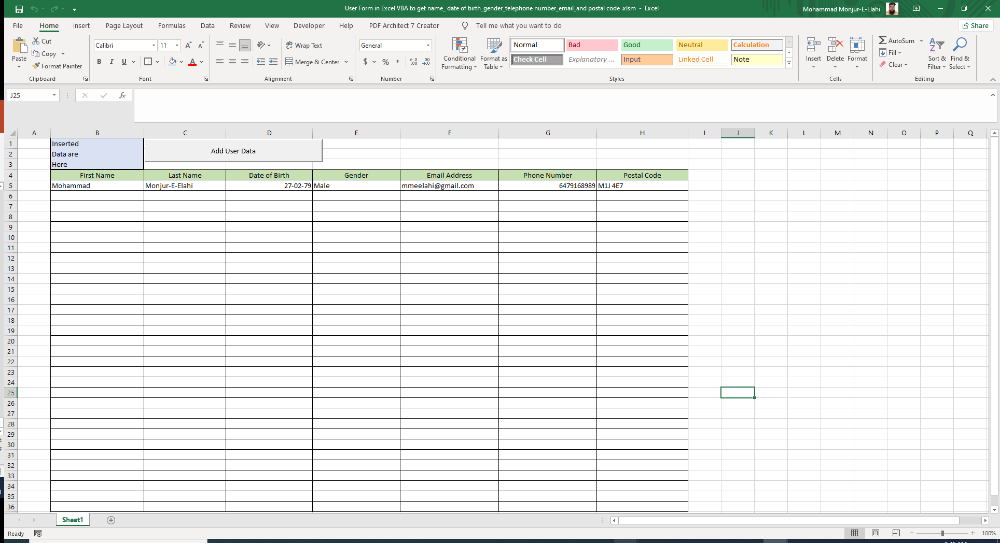 User Form in Excel VBA to get name_ date of birth_gender_telephone number_email_and postal code .xlsm - Excel
Mohammad Monjur-E-Elahi
File Home Insert Page Layout Formulas Data Review View Developer Help PDF Architect 7 Creator Tell me what you want to do Share
Paste
Cut
Copy
Format Painter
Clipboard
Calibri 11
B I U
Font
Wrap Text
Merge & Center
Alignment
General
$ % ,
Number
Conditional Formatting
Format as Table
Normal Bad Good Neutral Calculation
Check Cell Explanatory ... Input Linked Cell Note
Styles
Insert Delete Format
Cells
AutoSum
Fill
Clear
Sort & Filter
Find & Select
Editing
J25
fx
A B C D E F G H I J K L M N O P Q
1 Inserted
2 Data are
3 Here
Add User Data
4 First Name Last Name Date of Birth Gender Email Address Phone Number Postal Code
5 Mohammad Monjur-E-Elahi 27-02-79 Male mmeelahi@gmail.com 6479168989 M1J 4E7
6
7
8
9
10
11
12
13
14
15
16
17
18
19
20
21
22
23
24
25
26
27
28
29
30
31
32
33
34
35
36
Sheet1
Ready
100%